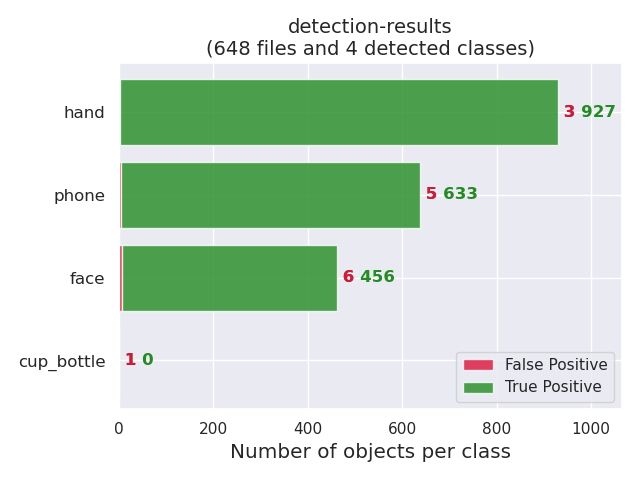 detection-results
(648 files and 4 detected classes)
hand
3 927
phone
5 633
face
6 456
cup_bottle
1 0
False Positive
True Positive
0 200 400 600 800 1000
Number of objects per class